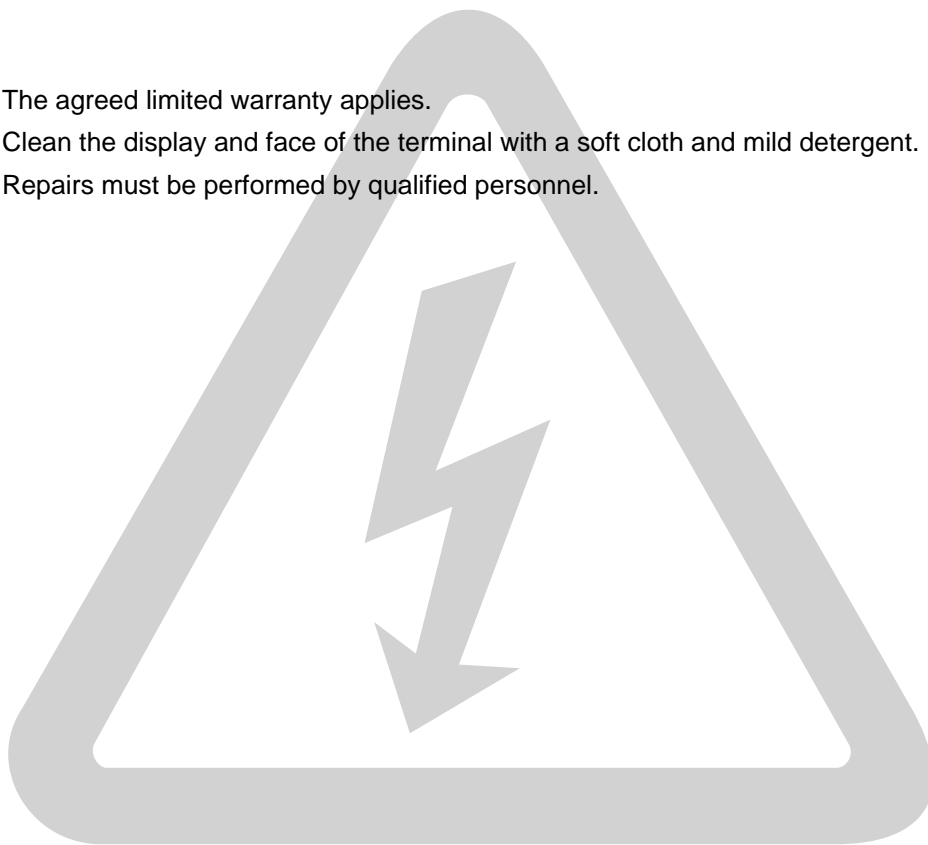 The agreed limited warranty applies.
Clean the display and face of the terminal with a soft cloth and mild detergent.
Repairs must be performed by qualified personnel.